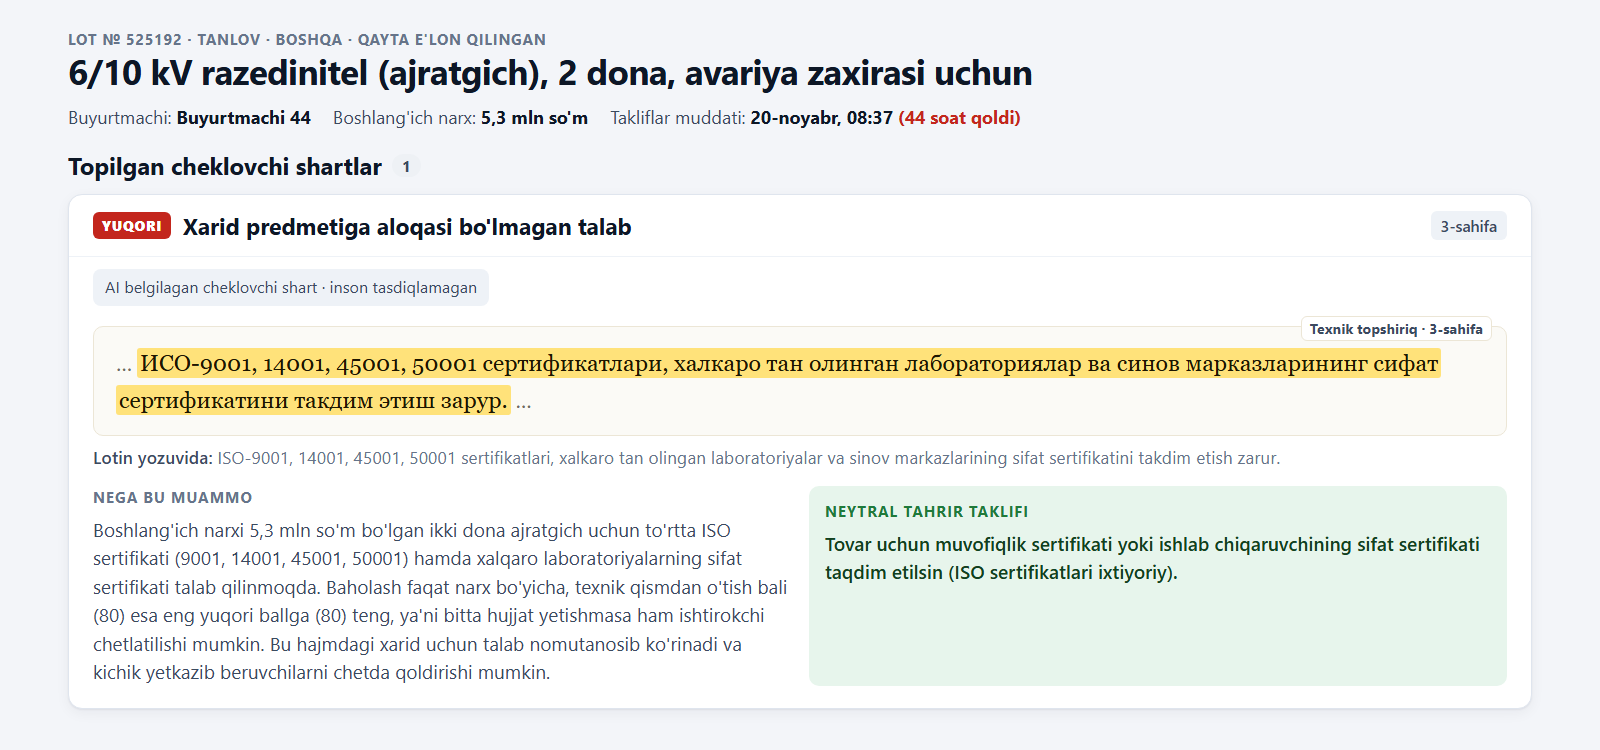 LOT № 525192 · TANLOV · BOSHQA · QAYTA E'LON QILINGAN
6/10 kV razedinitel (ajratgich), 2 dona, avariya zaxirasi uchun
Buyurtmachi: Buyurtmachi 44 Boshlang'ich narx: 5,3 mln so'm Takliflar muddati: 20-noyabr, 08:37 (44 soat qoldi)
Topilgan cheklovchi shartlar 1
YUQORI Xarid predmetiga aloqasi bo'lmagan talab 3-sahifa
AI belgilagan cheklovchi shart · inson tasdiqlamagan
Texnik topshiriq · 3-sahifa
... ИСО-9001, 14001, 45001, 50001 сертификатлари, халкаро тан олинган лабораториялар ва синов марказларининг сифат
сертификатини такдим этиш зарур. ...
Lotin yozuvida: ISO-9001, 14001, 45001, 50001 sertifikatlari, xalkaro tan olingan laboratoriyalar va sinov markazlarining sifat sertifikatini takdim etish zarur.
NEGA BU MUAMMO
Boshlang'ich narxi 5,3 mln so'm bo'lgan ikki dona ajratgich uchun to'rtta ISO
sertifikati (9001, 14001, 45001, 50001) hamda xalqaro laboratoriyalarning sifat
sertifikati talab qilinmoqda. Baholash faqat narx bo'yicha, texnik qismdan o'tish bali
(80) esa eng yuqori ballga (80) teng, ya'ni bitta hujjat yetishmasa ham ishtirokchi
chetlatilishi mumkin. Bu hajmdagi xarid uchun talab nomutanosib ko'rinadi va
kichik yetkazib beruvchilarni chetda qoldirishi mumkin.
NEYTRAL TAHRIR TAKLIFI
Tovar uchun muvofiqlik sertifikati yoki ishlab chiqaruvchining sifat sertifikati
taqdim etilsin (ISO sertifikatlari ixtiyoriy).